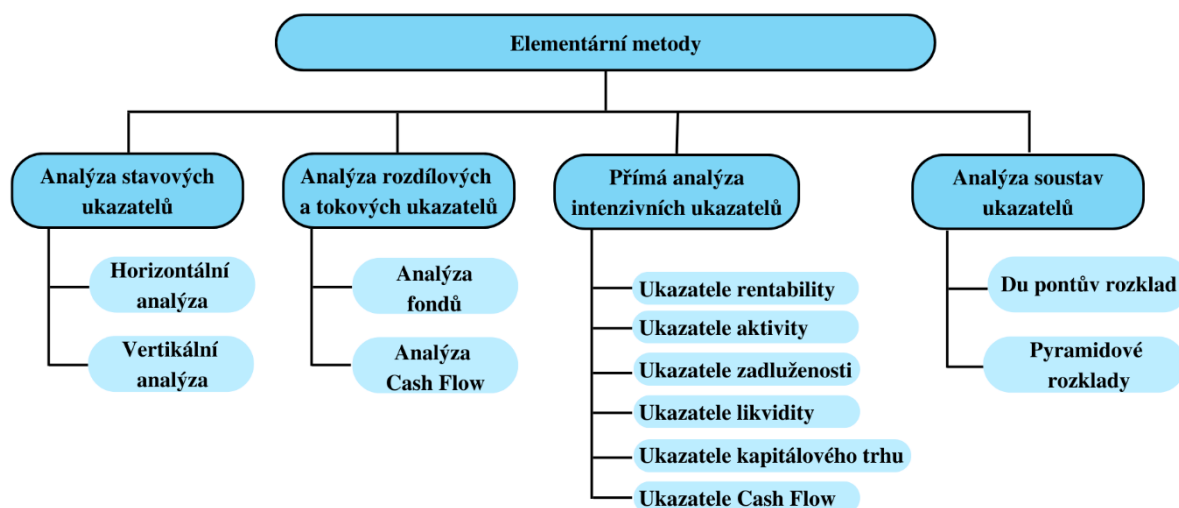 Elementární metody
Analýza stavových
ukazatelů
Horizontální
analýza
Vertikální
analýza
Analýza rozdílových
a tokových ukazatelů
Analýza
fondů
Analýza
Cash Flow
Přímá analýza
intenzivních ukazatelů
Ukazatele rentability
Ukazatele aktivity
Ukazatele zadluženosti
Ukazatele likvidity
Ukazatele kapitálového trhu
Ukazatele Cash Flow
Analýza soustav
ukazatelů
Du pontův rozklad
Pyramidové
rozklady